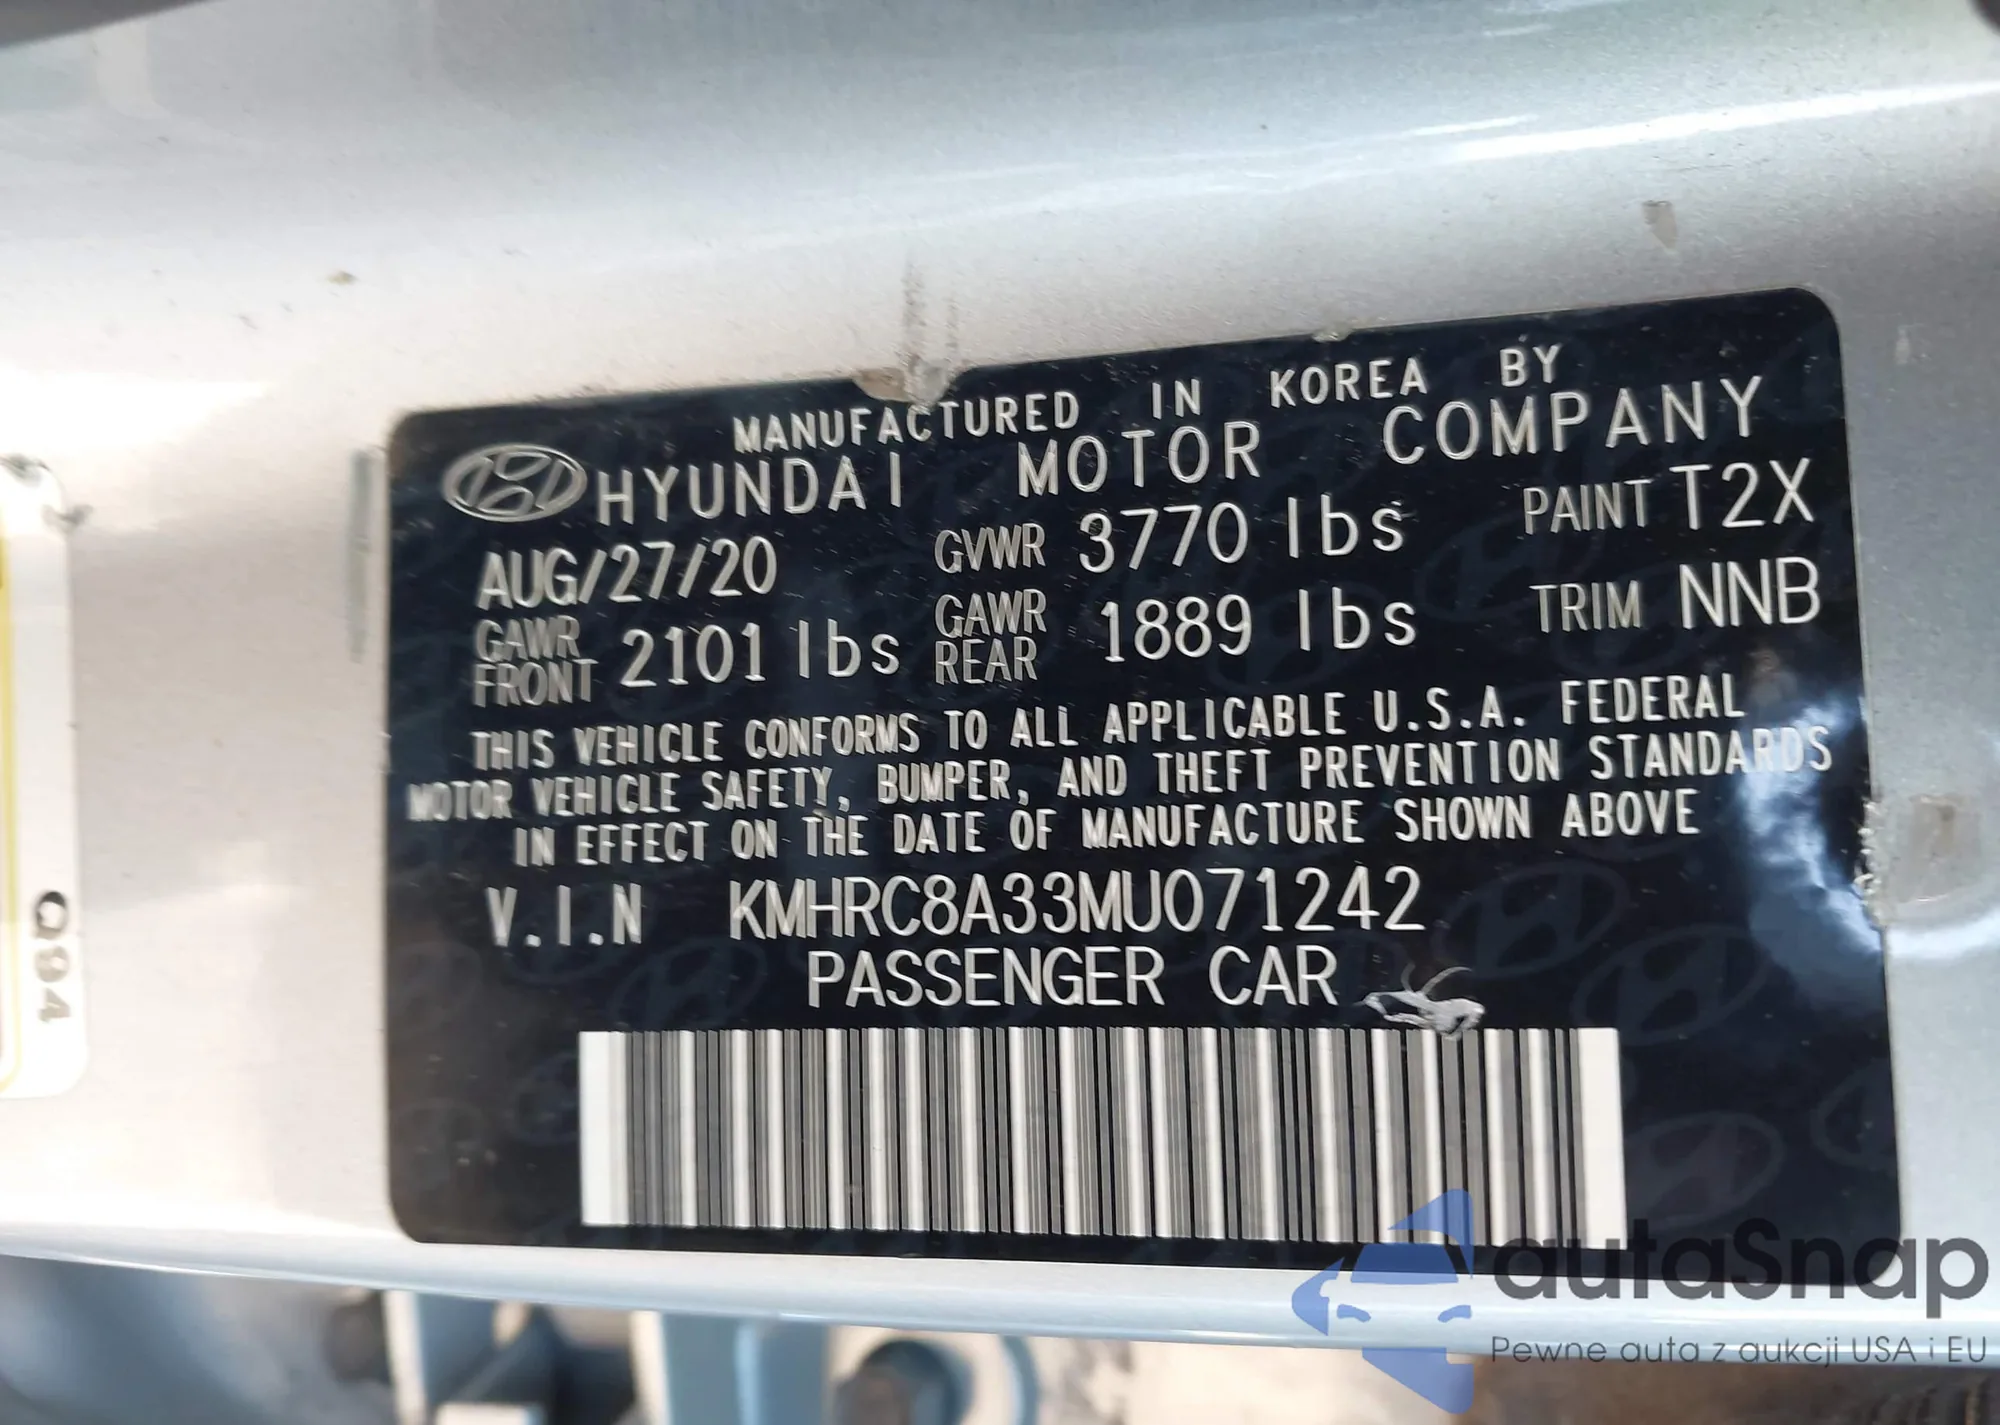 MANUFACTURED IN KOREA BY
HYUNDAI MOTOR COMPANY
AUG/27/20 GVWR 3770 lbs PAINT T2X
GAWR FRONT 2101 lbs GAWR REAR 1889 lbs TRIM NNB
THIS VEHICLE CONFORMS TO ALL APPLICABLE U.S.A. FEDERAL
MOTOR VEHICLE SAFETY, BUMPER, AND THEFT PREVENTION STANDARDS
IN EFFECT ON THE DATE OF MANUFACTURE SHOWN ABOVE
V.I.N KMHRC8A33MU071242
PASSENGER CAR
Q94
autaSnap
Pewne auta z aukcji USA i EU